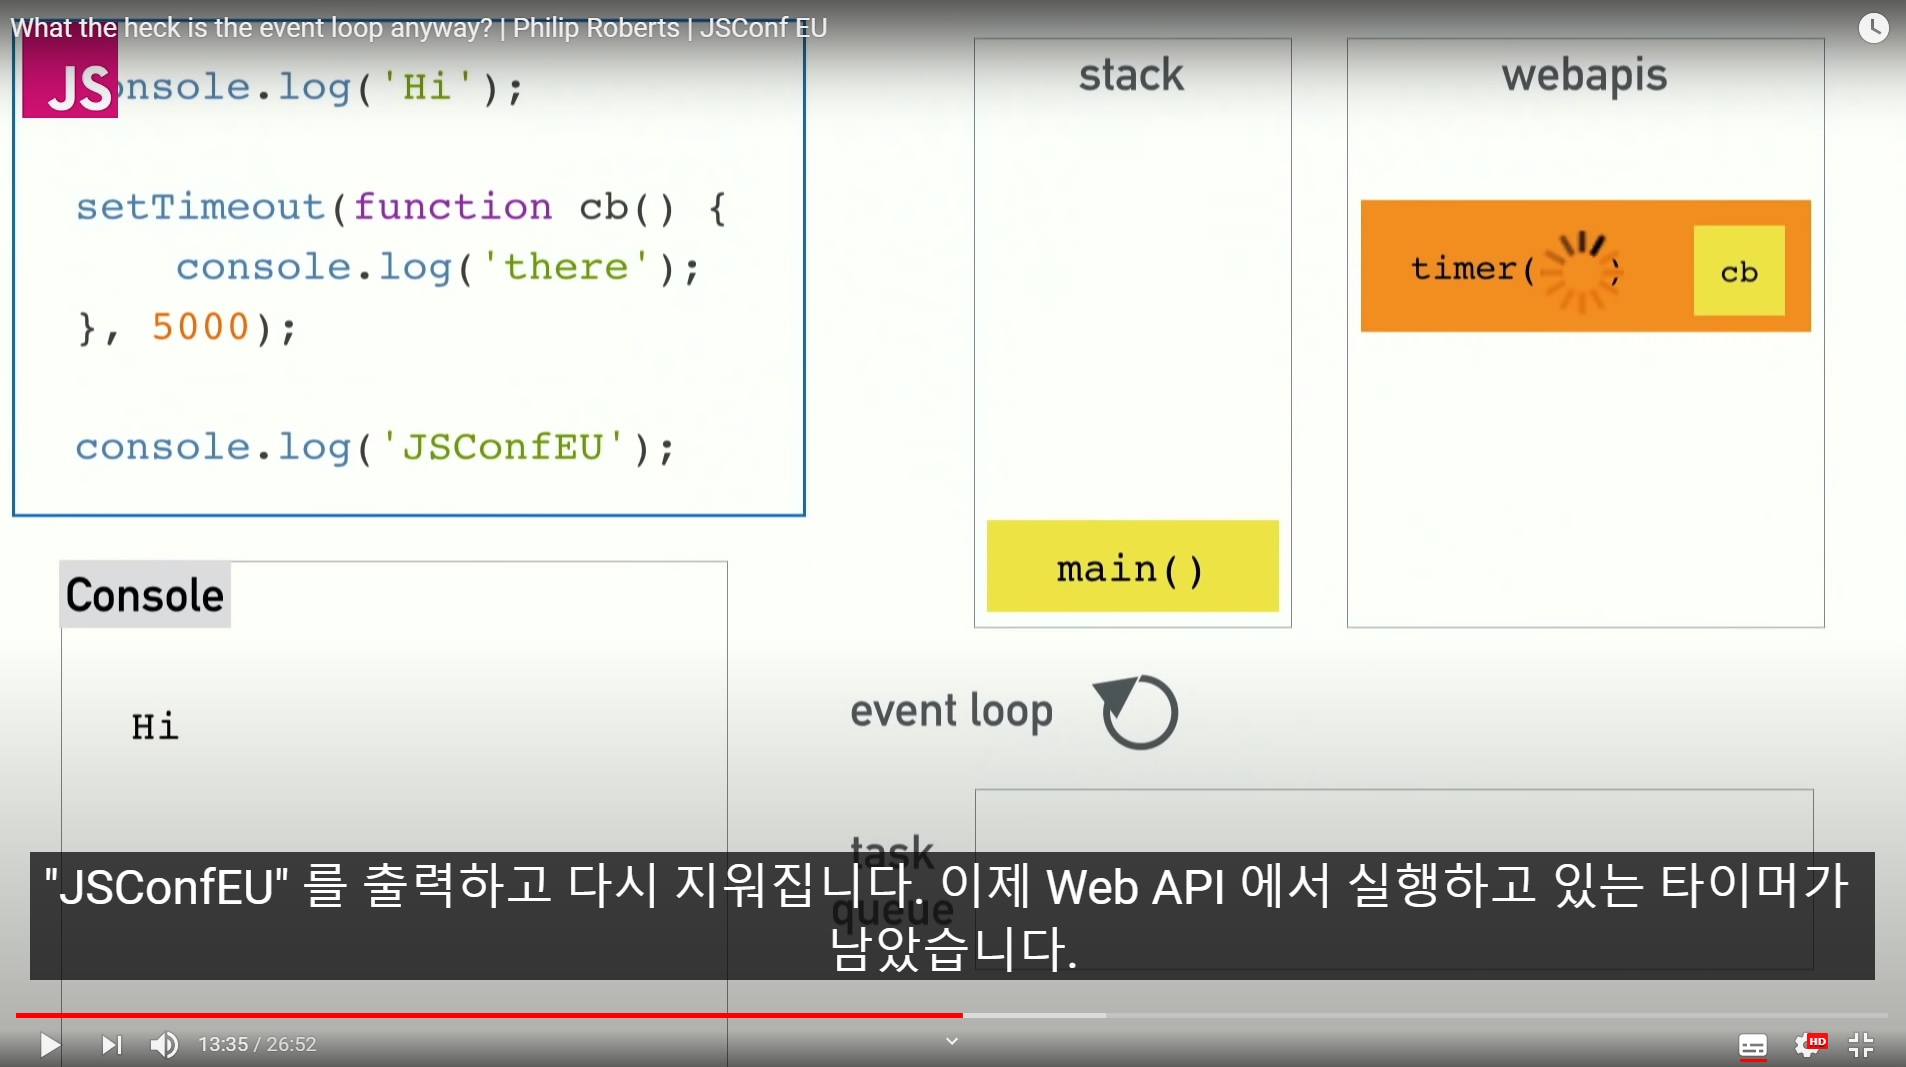 What the heck is the event loop anyway? | Philip Roberts | JSConf EU
JS
onsole.log('Hi');
setTimeout(function cb() {
console.log('there');
}, 5000);
console.log('JSConfEU');
Console
Hi
stack
main()
webapis
timer( )
cb
event loop
task
queue
"JSConfEU" 를 출력하고 다시 지워집니다. 이제 Web API 에서 실행하고 있는 타이머가
남았습니다.
13:35 / 26:52
HD